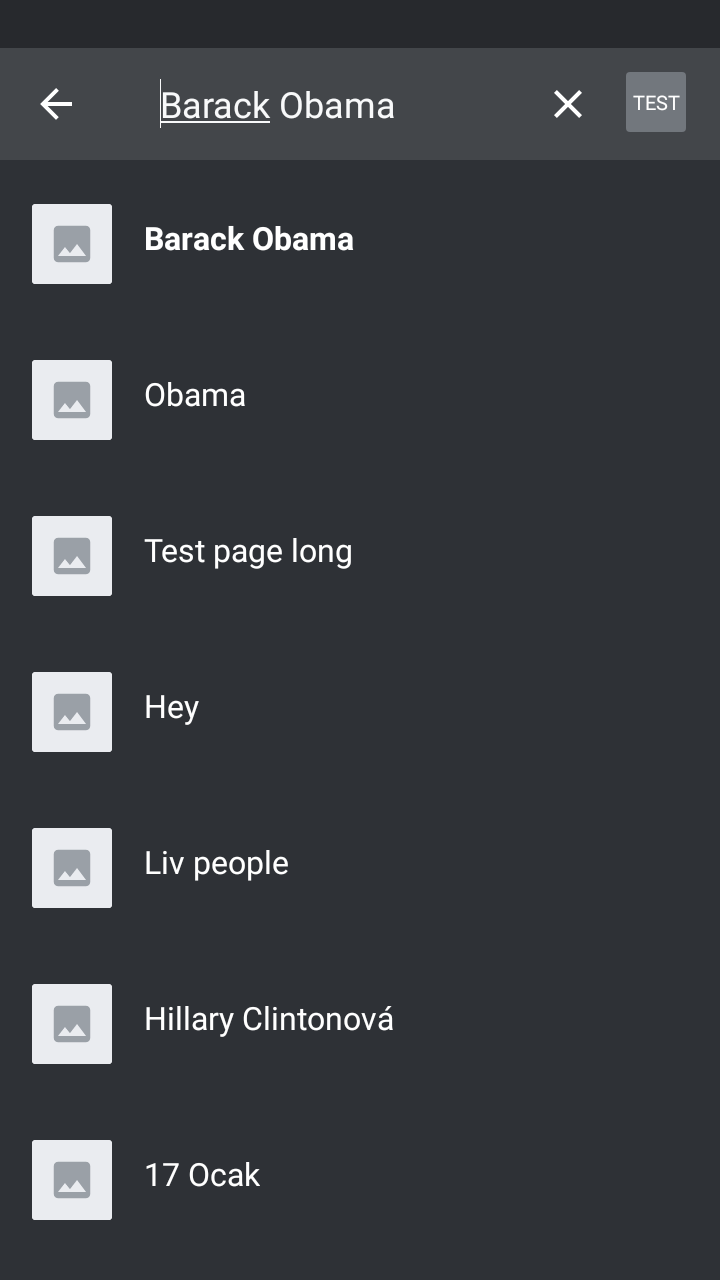 Barack Obama
TEST
Barack Obama
Obama
Test page long
Hey
Liv people
Hillary Clintonová
17 Ocak